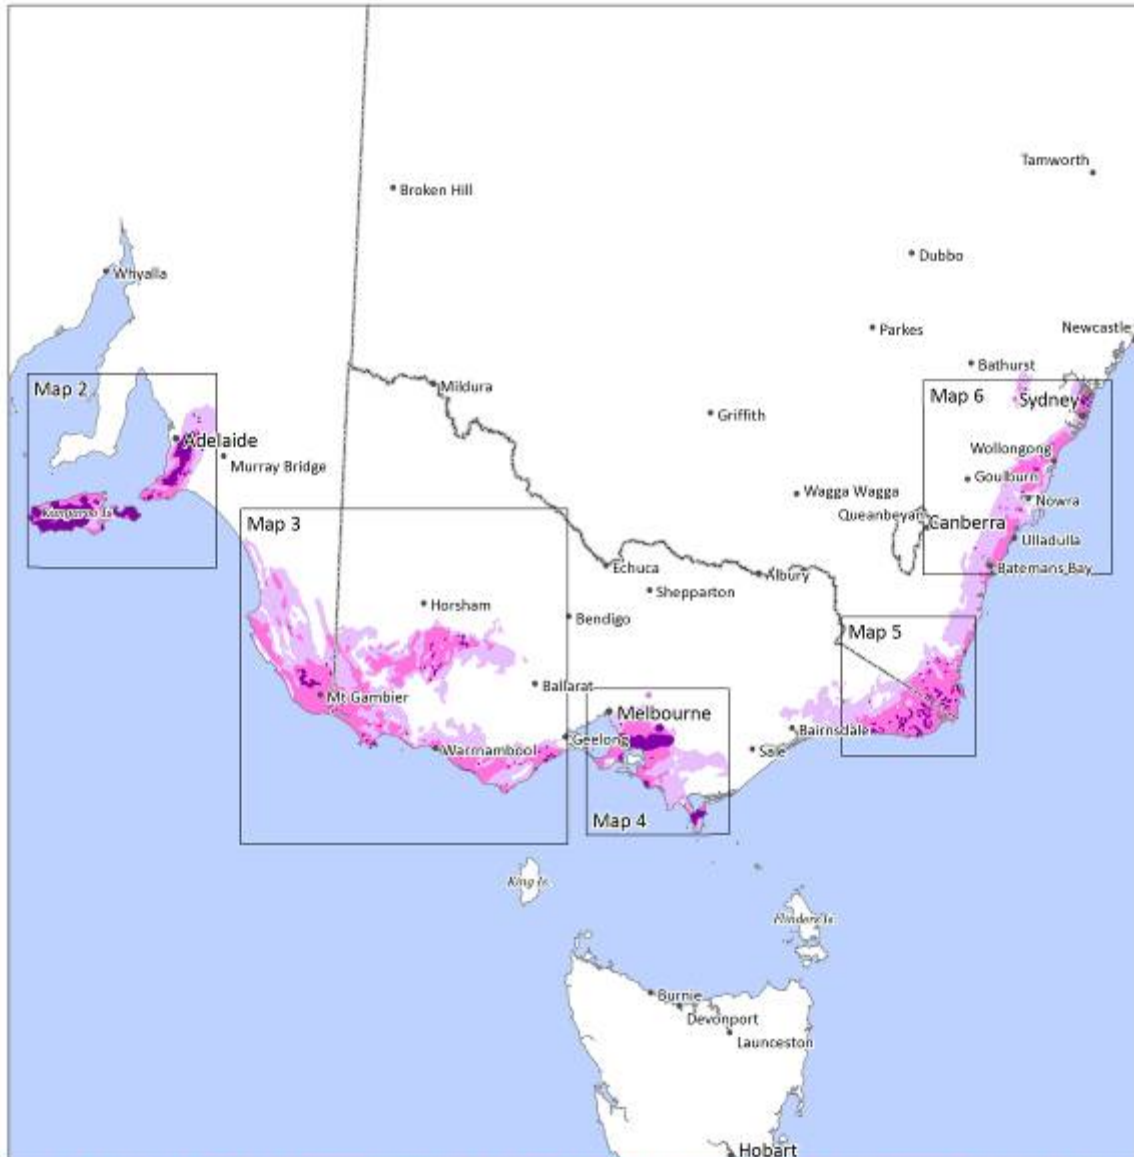 Tamworth
Broken Hill
Dubbo
Whyalla
Parkes
Newcastle
Bathurst
Map 2
Mildura
Map 6
Sydney
Griffith
Adelaide
Murray Bridge
Wollongong
Goulburn
Wagga Wagga
Nowra
Kangaroo Is.
Queanbeyan
Canberra
Map 3
Ulladulla
Echuca
Albury
Batemans Bay
Shepparton
Horsham
Bendigo
Map 5
Ballarat
Mt Gambier
Melbourne
Bairnsdale
Geelong
Warrnambool
Sale
Map 4
King Is.
Flinders Is.
Burnie
Devonport
Launceston
Hobart